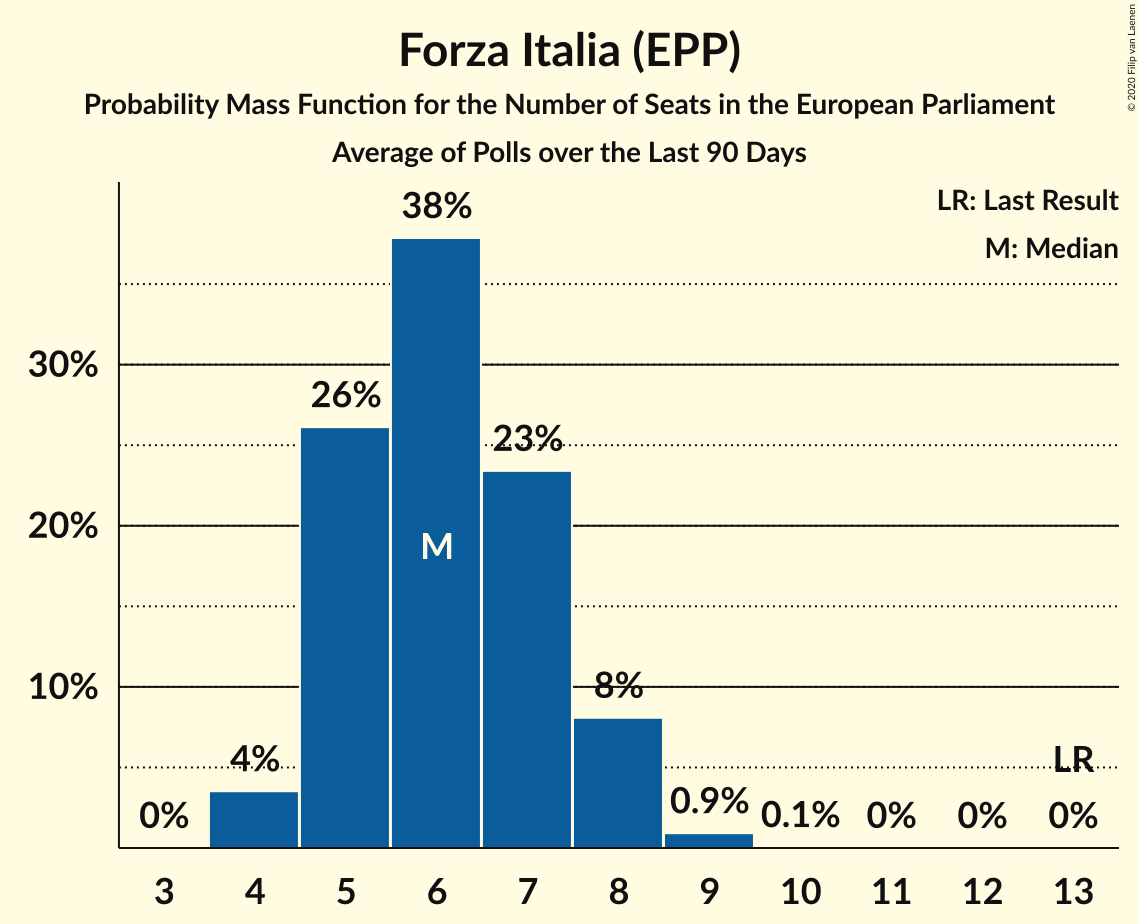 Forza Italia (EPP)
Probability Mass Function for the Number of Seats in the European Parliament
Average of Polls over the Last 90 Days
© 2020 Filip van Laenen
LR: Last Result
M: Median
38%
30%
26%
23%
20%
M
10%
8%
4%
LR
0%
0.9%
0.1%
0%
0%
0%
3 4 5 6 7 8 9 10 11 12 13